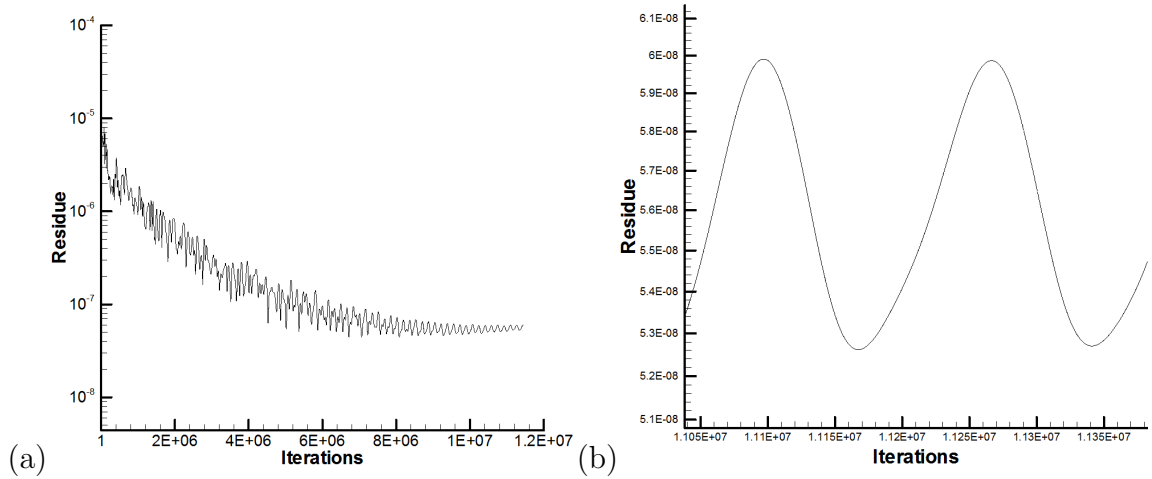 10-4
10-5
10-6
10-7
10-8
Residue
1 2E+06 4E+06 6E+06 8E+06 1E+07 1.2E+07
Iterations
(a)
6.1E-08
6E-08
5.9E-08
5.8E-08
5.7E-08
5.6E-08
5.5E-08
5.4E-08
5.3E-08
5.2E-08
5.1E-08
Residue
1.105E+07 1.11E+07 1.115E+07 1.12E+07 1.125E+07 1.13E+07 1.135E+07
Iterations
(b)